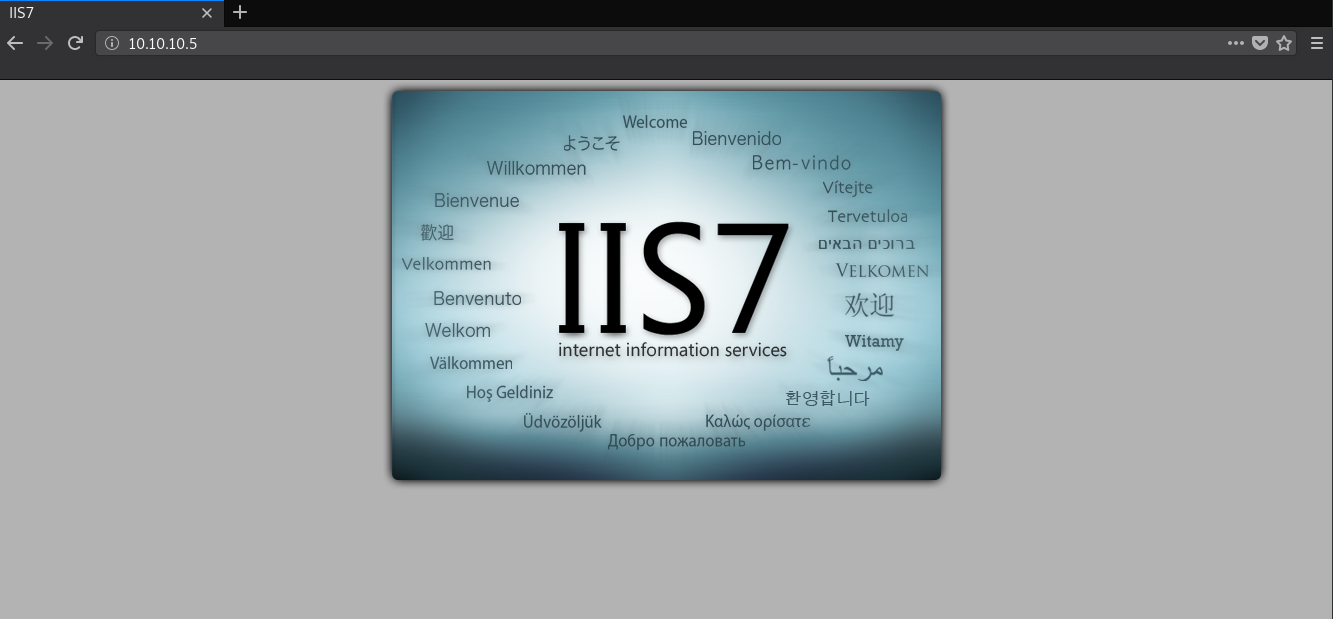 IIS7
10.10.10.5
Welcome
ようこそ
Bienvenido
Willkommen
Bem-vindo
Bienvenue
Vítejte
歡迎
Tervetuloa
Velkommen
ברוכים הבאים
VELKOMEN
IIS7
internet information services
Benvenuto
欢迎
Welkom
Witamy
Välkommen
مرحباً
Hoş Geldiniz
환영합니다
Üdvözöljük
Καλώς ορίσατε
Добро пожаловать